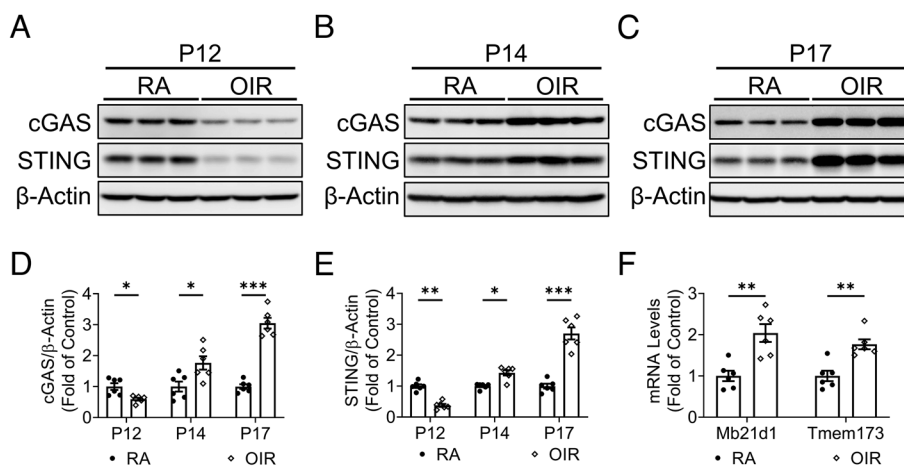 A
P12
RA OIR
cGAS
STING
β-Actin
B
P14
RA OIR
cGAS
STING
β-Actin
C
P17
RA OIR
cGAS
STING
β-Actin
D
cGAS/β-Actin
(Fold of Control)
4
3
2
1
0
* * ***
P12 P14 P17
RA OIR
E
STING/β-Actin
(Fold of Control)
4
3
2
1
0
** * ***
P12 P14 P17
RA OIR
F
mRNA Levels
(Fold of Control)
4
3
2
1
0
** **
Mb21d1 Tmem173
RA OIR